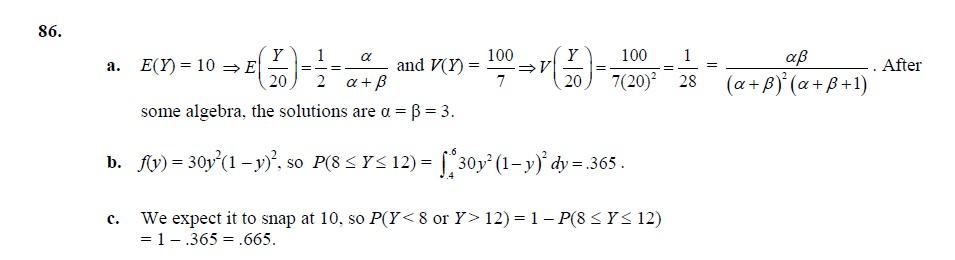 86.
a. E(Y) = 10 ⇒ E(Y/20) = 1/2 = α/(α + β) and V(Y) = 100/7 ⇒ V(Y/20) = 100/(7(20)²) = 1/28 = αβ/((α + β)²(α + β + 1)). After
some algebra, the solutions are α = β = 3.
b. f(y) = 30y²(1 – y)², so P(8 ≤ Y ≤ 12) = ∫.4^.6 30y²(1 – y)² dy = .365.
c. We expect it to snap at 10, so P(Y < 8 or Y > 12) = 1 – P(8 ≤ Y ≤ 12)
= 1 – .365 = .665.